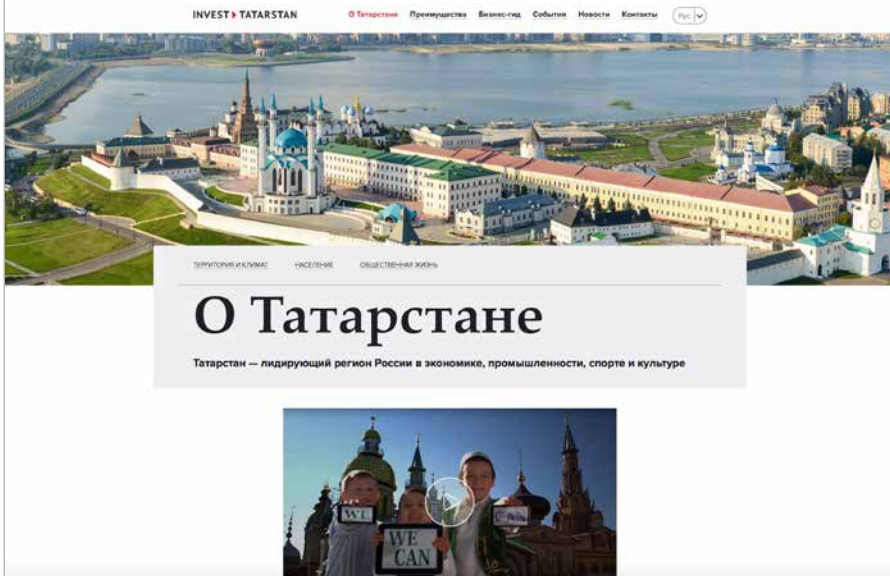 INVEST TATARSTAN
О Татарстане Преимущества Бизнес-гид События Новости Контакты Рус
ТЕРРИТОРИЯ И КЛИМАТ НАСЕЛЕНИЕ ОБЩЕСТВЕННАЯ ЖИЗНЬ
О Татарстане
Татарстан — лидирующий регион России в экономике, промышленности, спорте и культуре
WE
WE
CAN